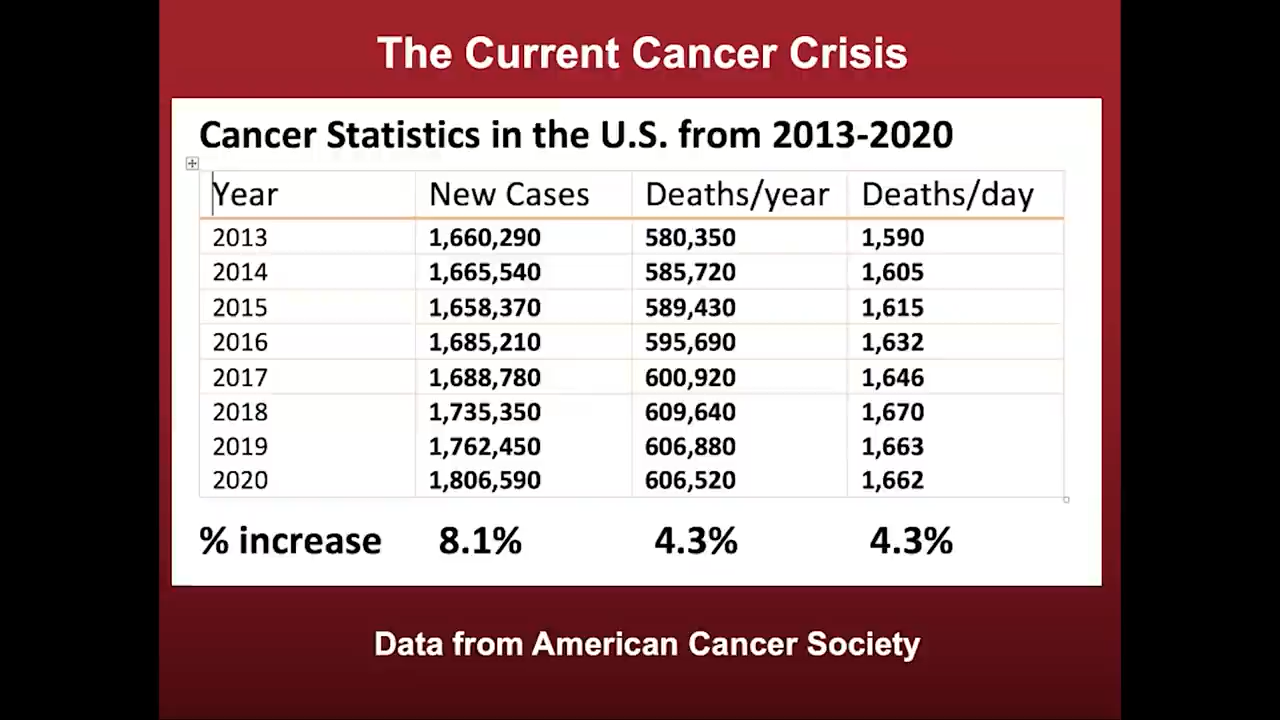 The Current Cancer Crisis
Cancer Statistics in the U.S. from 2013-2020
Year New Cases Deaths/year Deaths/day
2013 1,660,290 580,350 1,590
2014 1,665,540 585,720 1,605
2015 1,658,370 589,430 1,615
2016 1,685,210 595,690 1,632
2017 1,688,780 600,920 1,646
2018 1,735,350 609,640 1,670
2019 1,762,450 606,880 1,663
2020 1,806,590 606,520 1,662
% increase 8.1% 4.3% 4.3%
Data from American Cancer Society